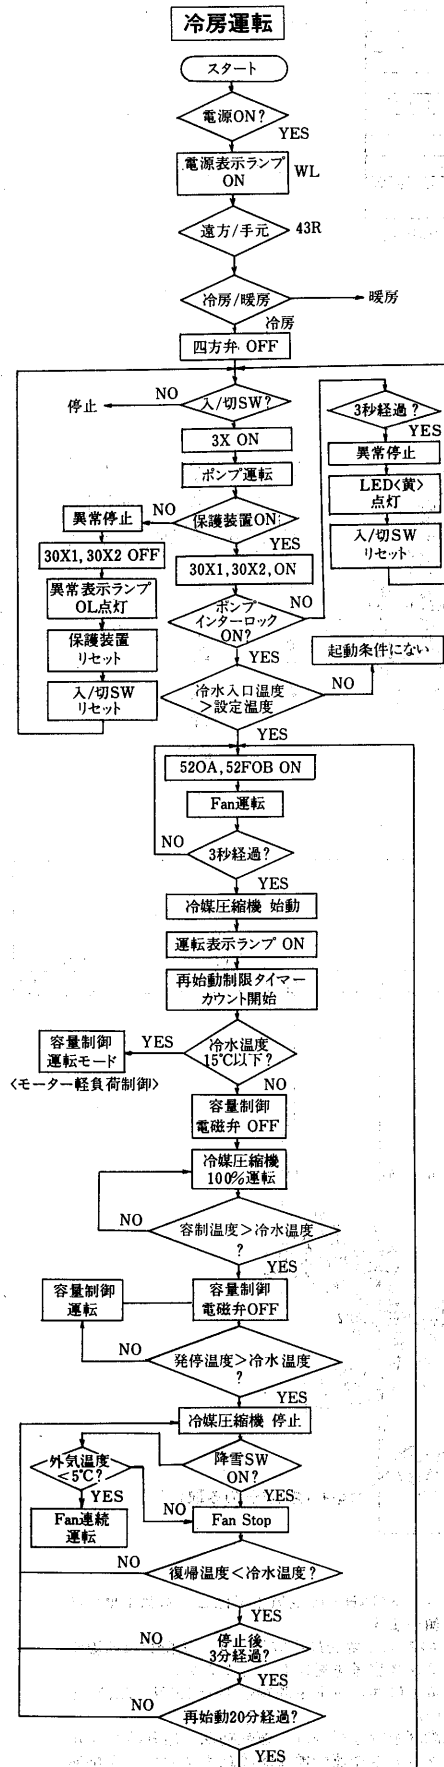 冷房運転
スタート
電源ON?
YES
電源表示ランプ
ON
WL
遠方/手元
43R
冷房/暖房
暖房
冷房
四方弁 OFF
入/切SW?
NO
停止
3X ON
ポンプ運転
保護装置ON
NO
異常停止
30X1, 30X2 OFF
異常表示ランプ
OL点灯
保護装置
リセット
入/切SW
リセット
YES
30X1, 30X2, ON
ポンプ
インターロック
ON?
NO
3秒経過?
YES
異常停止
LED<黄>
点灯
入/切SW
リセット
YES
冷水入口温度
>設定温度
NO
起動条件にない
YES
52OA, 52FOB ON
Fan運転
3秒経過?
NO
YES
冷媒圧縮機 始動
運転表示ランプ ON
再始動制限タイマー
カウント開始
冷水温度
15℃以下?
YES
容量制御
運転モード
<モーター軽負荷制御>
NO
容量制御
電磁弁 OFF
冷媒圧縮機
100%運転
容制温度>冷水温度
?
NO
YES
容量制御
電磁弁OFF
容量制御
運転
発停温度>冷水温度
?
NO
YES
冷媒圧縮機 停止
降雪SW
ON?
外気温度
<5℃?
YES
Fan連続
運転
NO
YES
Fan Stop
復帰温度<冷水温度?
NO
YES
停止後
3分経過?
NO
YES
再始動20分経過?
NO
YES